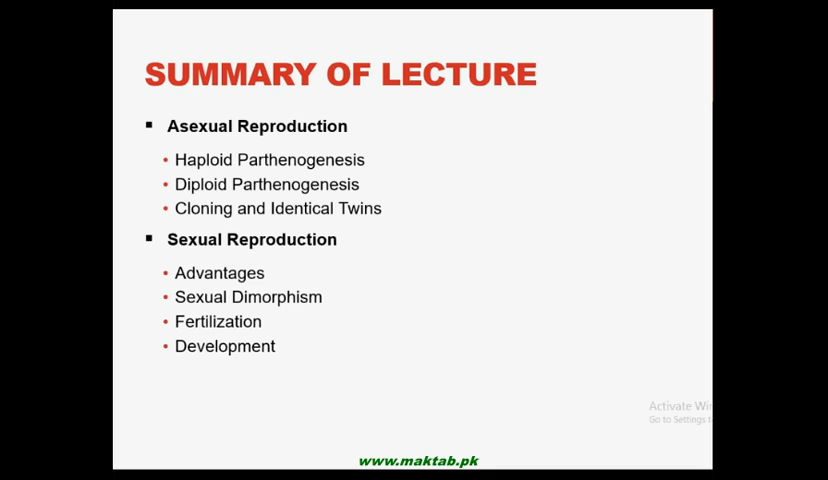 SUMMARY OF LECTURE
▪ Asexual Reproduction
• Haploid Parthenogenesis
• Diploid Parthenogenesis
• Cloning and Identical Twins
▪ Sexual Reproduction
• Advantages
• Sexual Dimorphism
• Fertilization
• Development
Activate
Go to Settings
www.maktab.pk